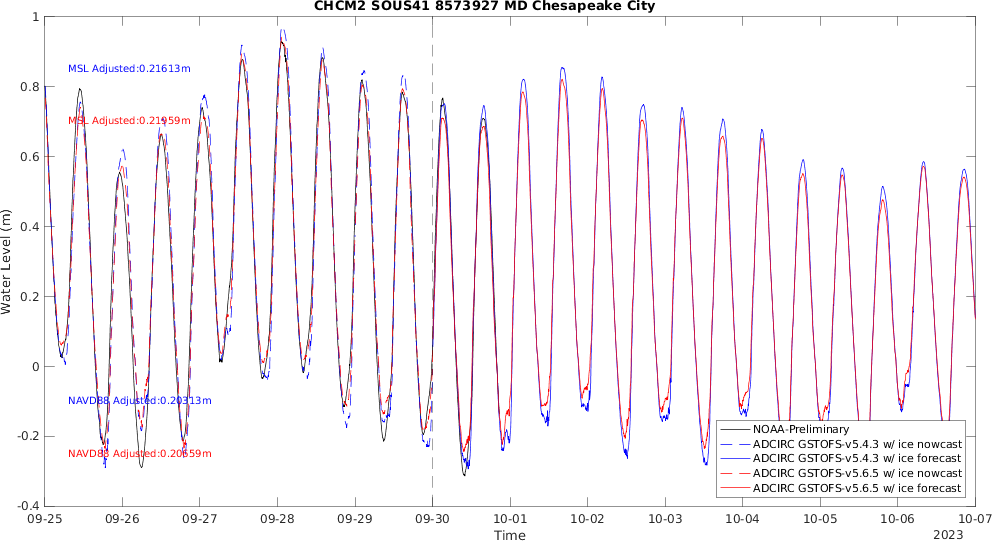 CHCM2 SOUS41 8573927 MD Chesapeake City
1
0.8
0.6
0.4
0.2
0
-0.2
-0.4
Water Level (m)
MSL Adjusted:0.21613m
MSL Adjusted:0.21959m
NAVD88 Adjusted:0.20313m
NAVD88 Adjusted:0.20659m
NOAA-Preliminary
ADCIRC GSTOFS-v5.4.3 w/ ice nowcast
ADCIRC GSTOFS-v5.4.3 w/ ice forecast
ADCIRC GSTOFS-v5.6.5 w/ ice nowcast
ADCIRC GSTOFS-v5.6.5 w/ ice forecast
09-25 09-26 09-27 09-28 09-29 09-30 10-01 10-02 10-03 10-04 10-05 10-06 10-07
Time
2023